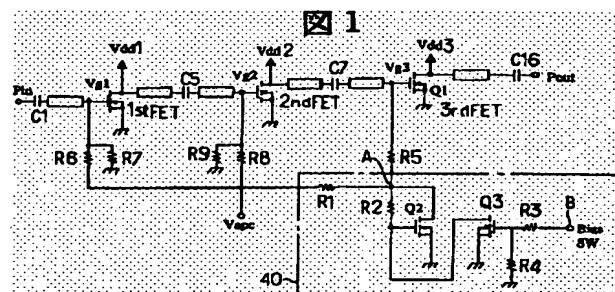 図 1
Vdd1
Vdd2
Vdd3
Pin
C1
Vg1
1stFET
C5
Vg2
2ndFET
C7
Vg3
Q1
3rdFET
C16
Pout
R6
R7
R9
R8
A
R5
R1
Vapc
R2
Q2
Q3
R3
B
Bias
SW
R4
40